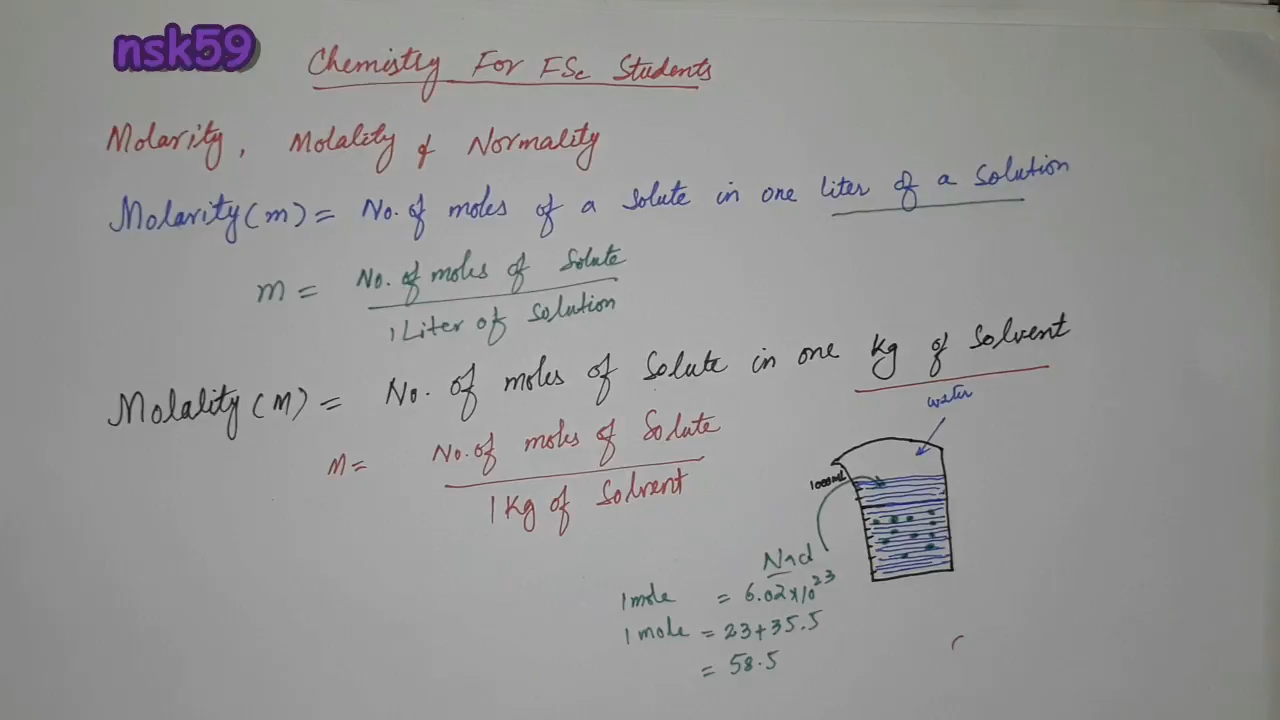 nsk59
Chemistry For FSc Students
Molarity, Molality & Normality
Molarity (m) = No. of moles of a Solute in one liter of a Solution
m = No. of moles of Solute
1 Liter of Solution
Molality (m) = No. of moles of Solute in one Kg of Solvent
m = No. of moles of Solute
1 Kg of Solvent
water
1000mL
Nacl
1 mole = 6.02×10²³
1 mole = 23+35.5
= 58.5